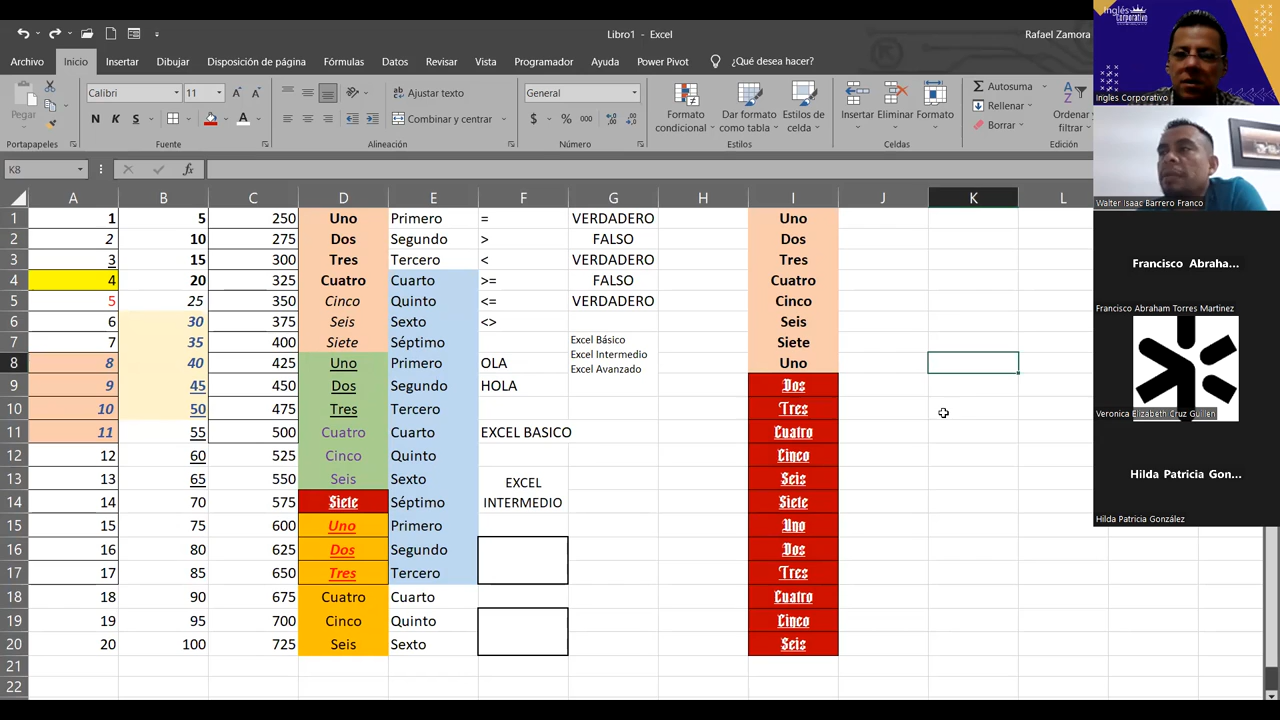 Libro1 - Excel
Rafael Zamora
Archivo Inicio Insertar Dibujar Disposición de página Fórmulas Datos Revisar Vista Programador Ayuda Power Pivot ¿Qué desea hacer?
Pegar
Calibri 11
N K S
Ajustar texto
Combinar y centrar
General
$ % 000
Formato condicional
Dar formato como tabla
Estilos de celda
Insertar Eliminar Formato
Autosuma
Rellenar
Borrar
Ordenar y filtrar
Portapapeles Fuente Alineación Número Estilos Celdas Edición
K8 fx
A B C D E F G H I J K L
1 1 5 250 Uno Primero = VERDADERO Uno
2 2 10 275 Dos Segundo > FALSO Dos
3 3 15 300 Tres Tercero < VERDADERO Tres
4 4 20 325 Cuatro Cuarto >= FALSO Cuatro
5 5 25 350 Cinco Quinto <= VERDADERO Cinco
6 6 30 375 Seis Sexto <> Seis
7 7 35 400 Siete Séptimo Siete
Excel Básico
Excel Intermedio
Excel Avanzado
8 8 40 425 Uno Primero OLA Uno
9 9 45 450 Dos Segundo HOLA Dos
10 10 50 475 Tres Tercero Tres
11 11 55 500 Cuatro Cuarto EXCEL BASICO Cuatro
12 12 60 525 Cinco Quinto Cinco
13 13 65 550 Seis Sexto Seis
EXCEL
INTERMEDIO
14 14 70 575 Siete Séptimo Siete
15 15 75 600 Uno Primero Uno
16 16 80 625 Dos Segundo Dos
17 17 85 650 Tres Tercero Tres
18 18 90 675 Cuatro Cuarto Cuatro
19 19 95 700 Cinco Quinto Cinco
20 20 100 725 Seis Sexto Seis
21
22
Inglés
Corporativo
Ingles Corporativo
Walter Isaac Barrero Franco
Francisco Abraha...
Francisco Abraham Torres Martinez
Veronica Elizabeth Cruz Guillen
Hilda Patricia Gon...
Hilda Patricia González